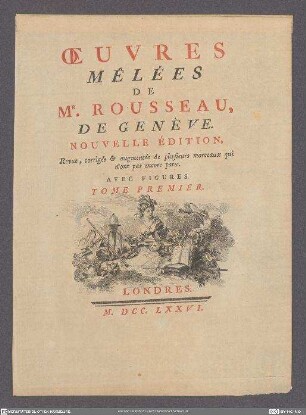 ŒUVRES
MÊLÉES
DE
Mr. ROUSSEAU,
DE GENÈVE.
NOUVELLE ÉDITION,
Revue, corrigée & augmentée de plusieurs morceaux qui
n'ont pas encore paru.
AVEC FIGURES.
TOME PREMIER.
LONDRES.
M. DCC. LXXVI.